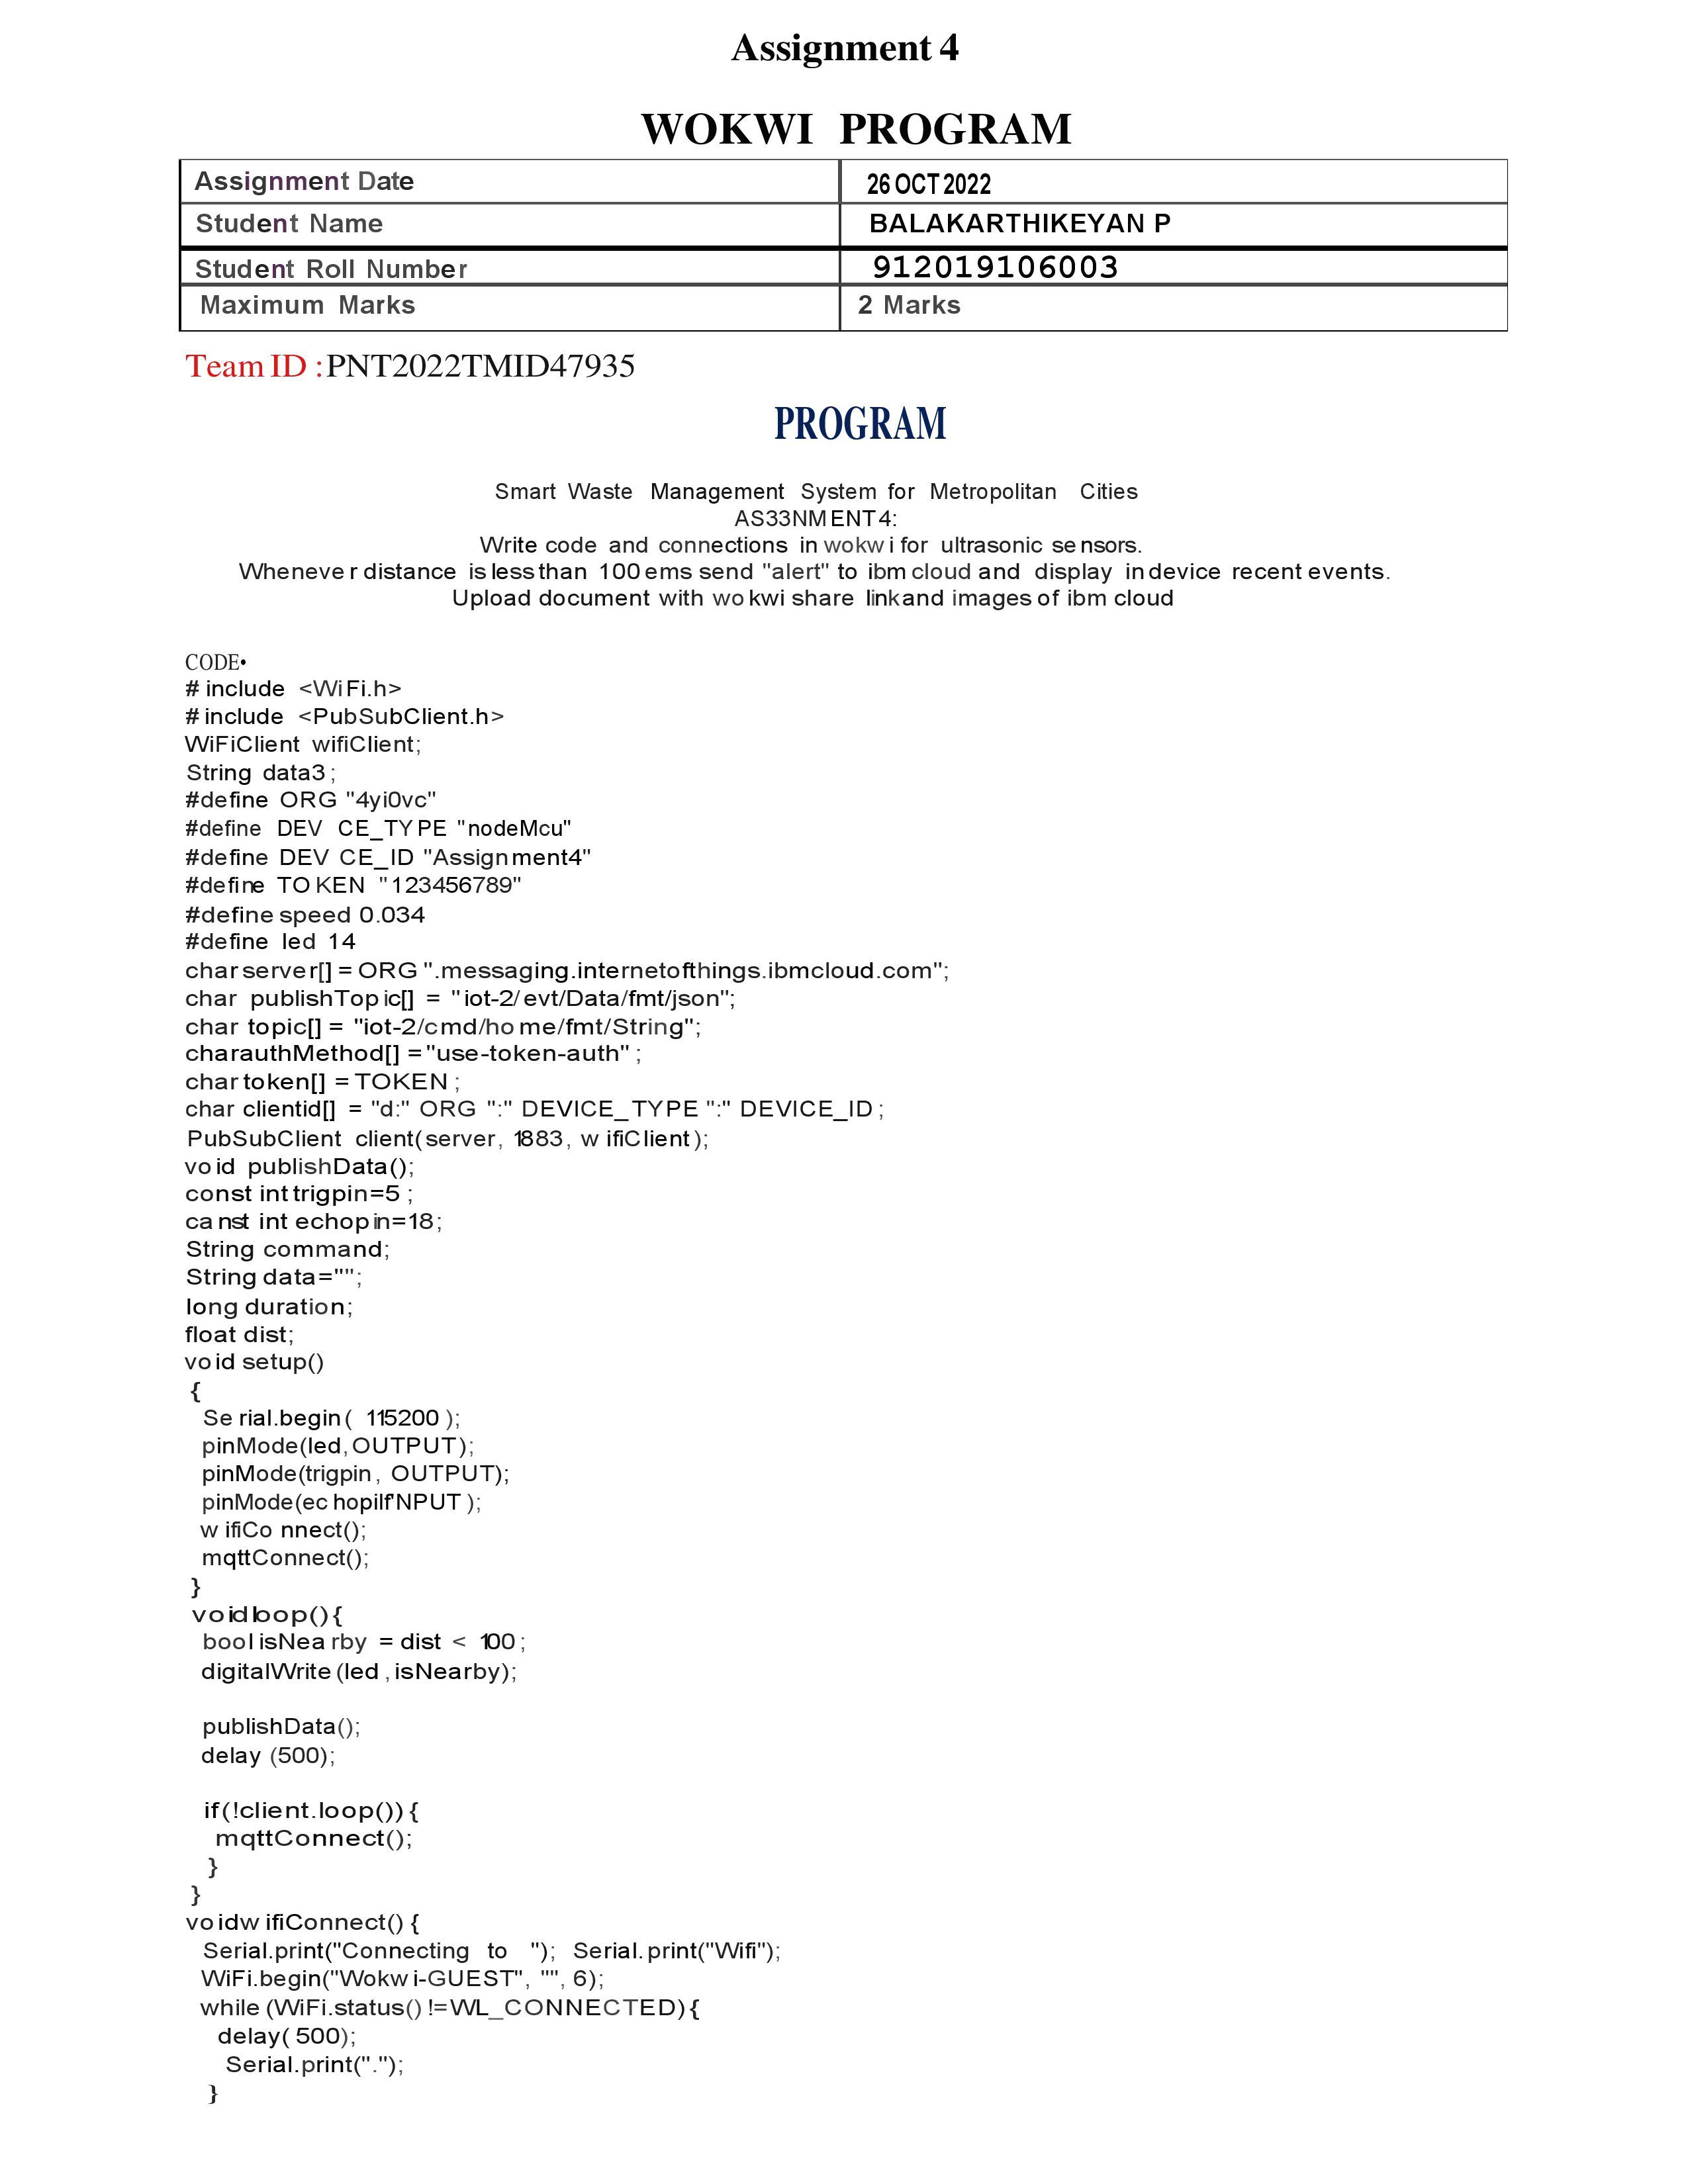 Assignment 4
WOKWI PROGRAM
Assignment Date 26 OCT 2022
Student Name BALAKARTHIKEYAN P
Student Roll Number 912019106003
Maximum Marks 2 Marks
Team ID : PNT2022TMID47935
PROGRAM
Smart Waste Management System for Metropolitan Cities
AS33NMENT4:
Write code and connections in wokwi for ultrasonic sensors.
Whenever distance is less than 100 ems send "alert" to ibm cloud and display in device recent events.
Upload document with wokwi share link and images of ibm cloud
CODE•
# include <WiFi.h>
# include <PubSubClient.h>
WiFiClient wifiClient;
String data3;
#define ORG "4yi0vc"
#define DEV CE_TYPE "nodeMcu"
#define DEV CE_ID "Assignment4"
#define TOKEN "123456789"
#define speed 0.034
#define led 14
char server[] = ORG ".messaging.internetofthings.ibmcloud.com";
char publishTopic[] = "iot-2/evt/Data/fmt/json";
char topic[] = "iot-2/cmd/home/fmt/String";
charauthMethod[] ="use-token-auth" ;
char token[] = TOKEN ;
char clientid[] = "d:" ORG ":" DEVICE_TYPE ":" DEVICE_ID ;
PubSubClient client(server, 1883, wifiClient);
void publishData();
const int trigpin=5 ;
canst int echopin=18;
String command;
String data="";
long duration;
float dist;
void setup()
{
Serial.begin( 115200 );
pinMode(led, OUTPUT);
pinMode(trigpin, OUTPUT);
pinMode(echopilf'NPUT );
wifiConnect();
mqttConnect();
}
void loop(){
bool isNearby = dist < 100;
digitalWrite(led, isNearby);
publishData();
delay (500);
if(!client.loop()){
mqttConnect();
}
}
void wifiConnect() {
Serial.print("Connecting to "); Serial.print("Wifi");
WiFi.begin("Wokwi-GUEST", "", 6);
while (WiFi.status() != WL_CONNECTED){
delay( 500);
Serial.print(".");
}